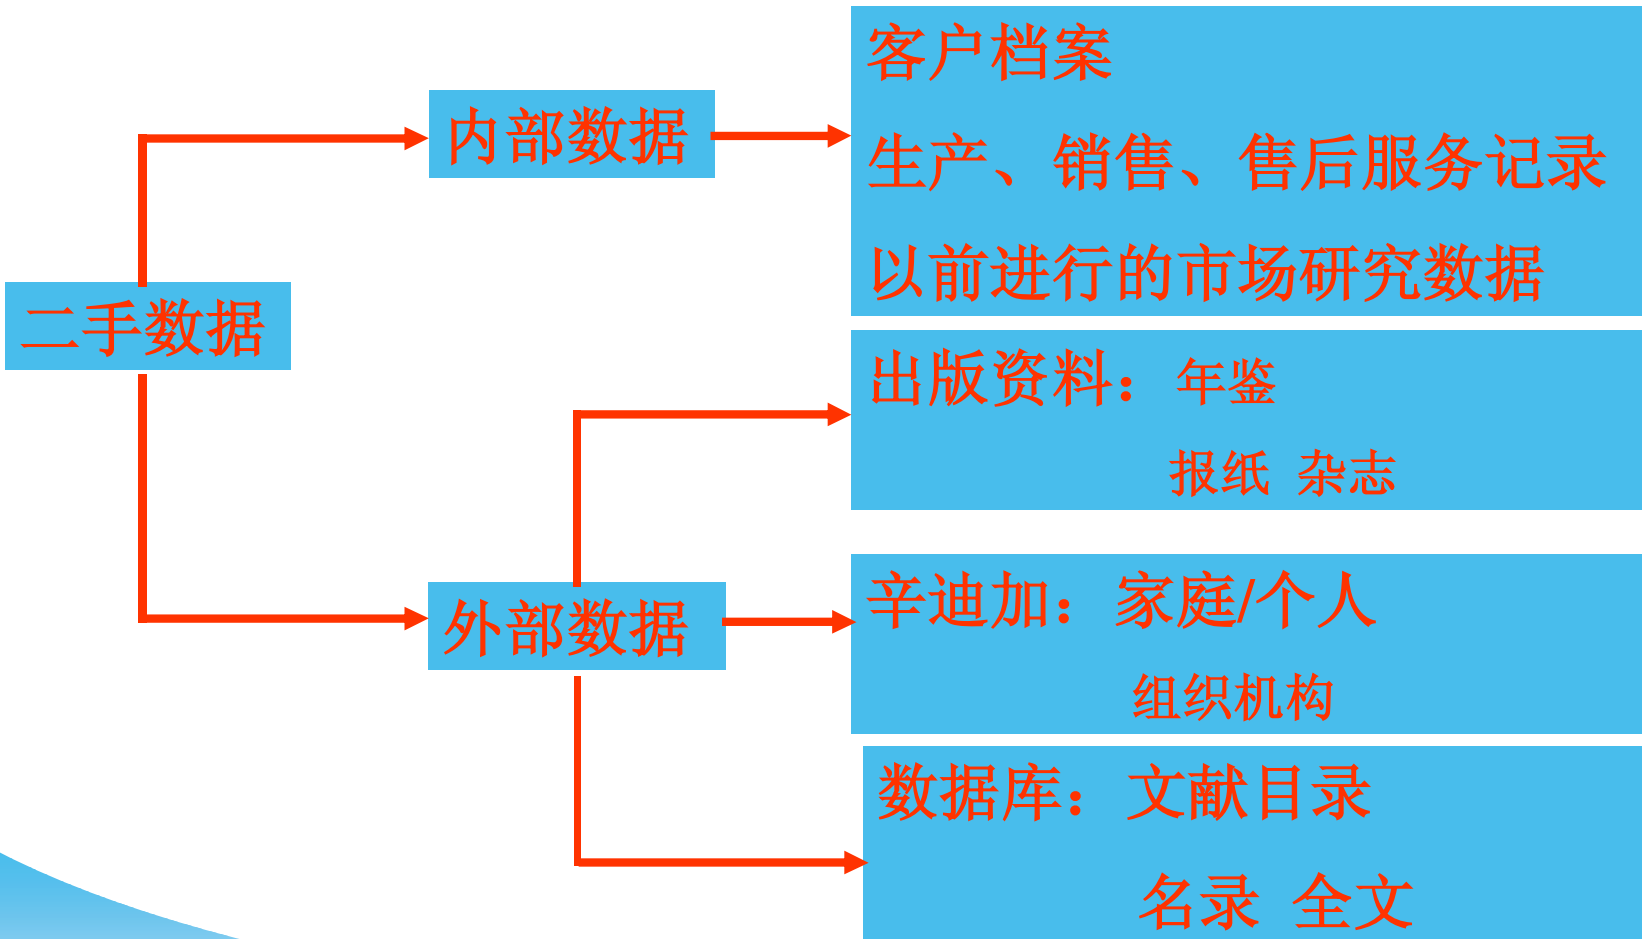 二手数据
内部数据
客户档案
生产、销售、售后服务记录
以前进行的市场研究数据
外部数据
出版资料：年鉴
报纸 杂志
辛迪加：家庭/个人
组织机构
数据库：文献目录
名录 全文